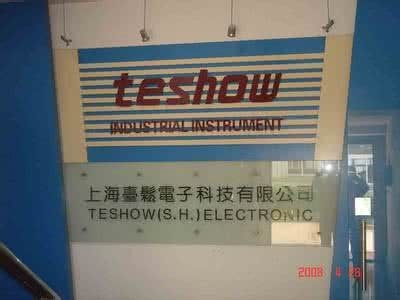 teshow
INDUSTRIAL INSTRUMENT
上海臺鬆電子科技有限公司
TESHOW(S.H.)ELECTRONIC
2008 4 26